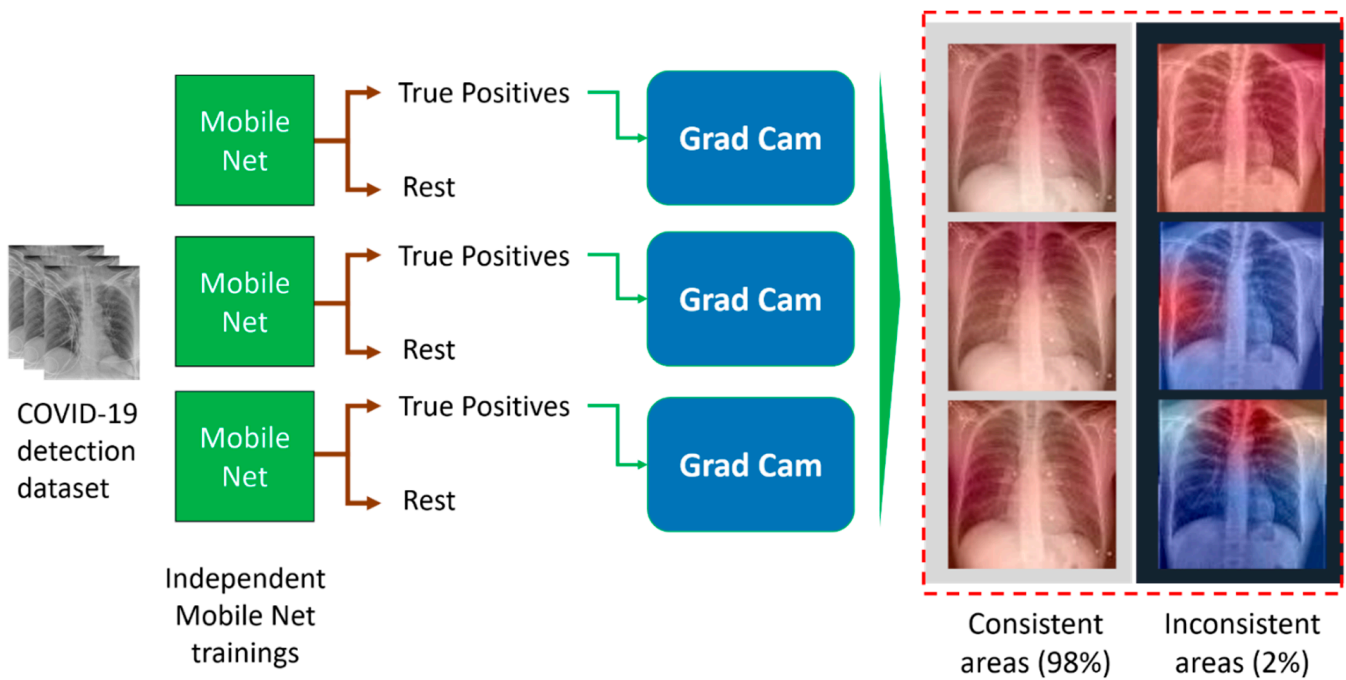 Mobile
Net
True Positives
Rest
Grad Cam
Mobile
Net
True Positives
Rest
Grad Cam
Mobile
Net
True Positives
Rest
Grad Cam
COVID-19
detection
dataset
Independent
Mobile Net
trainings
Consistent
areas (98%)
Inconsistent
areas (2%)